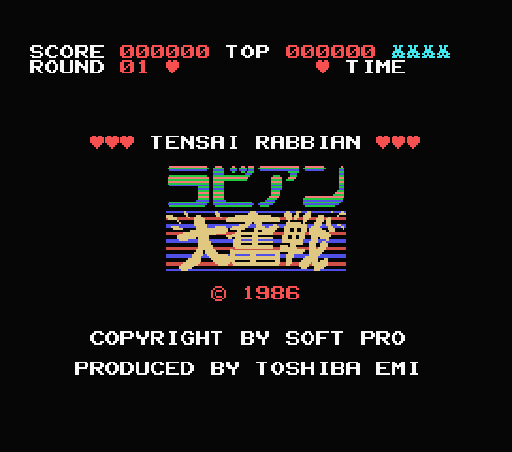 SCORE 000000 TOP 000000
ROUND 01 ♥ ♥ TIME
♥♥♥ TENSAI RABBIAN ♥♥♥
ラビアン
大奮戦
© 1986
COPYRIGHT BY SOFT PRO
PRODUCED BY TOSHIBA EMI